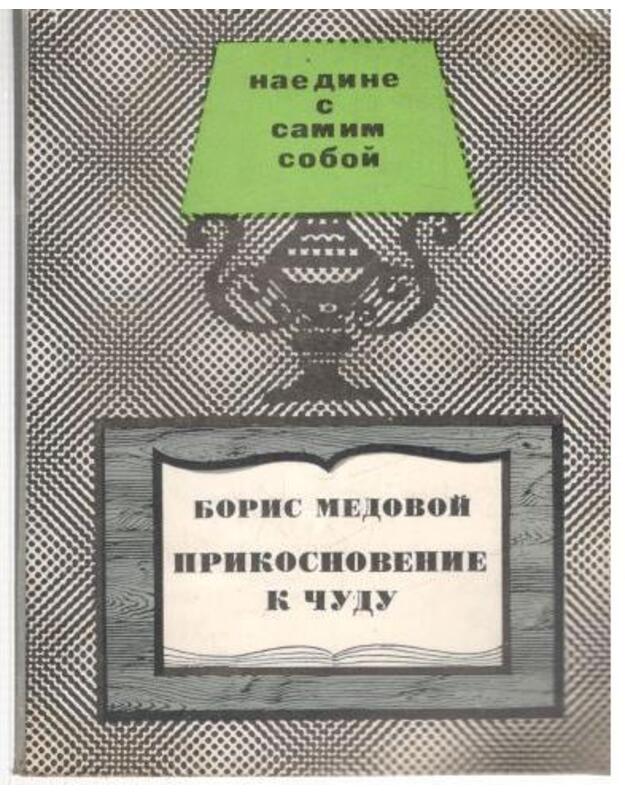 наедине
с
самим
собой
БОРИС МЕДОВОЙ
ПРИКОСНОВЕНИЕ
К ЧУДУ